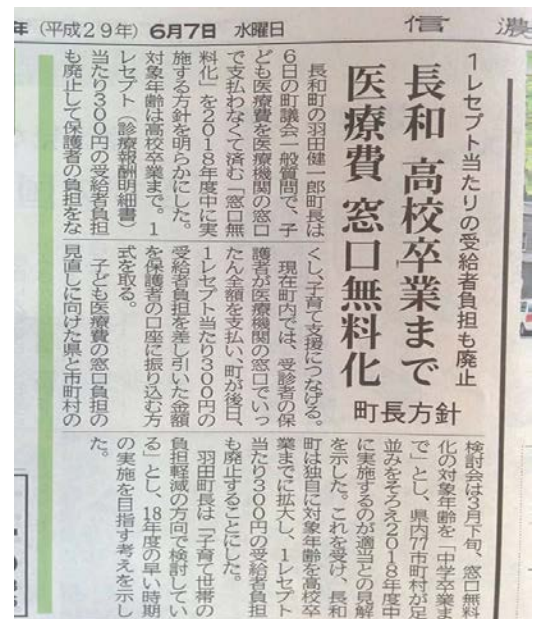 年（平成29年）6月7日 水曜日 信 濃
１レセプト当たりの受給者負担も廃止
長和 高校卒業まで
医療費 窓口無料化
町長方針
長和町の羽田健一郎町長は
６日の町議会一般質問で、子
ども医療費を医療機関の窓口
で支払わなくて済む「窓口無
料化」を２０１８年度中に実
施する方針を明らかにした。
対象年齢は高校卒業まで。１
レセプト（診療報酬明細書）
当たり３００円の受給者負担
も廃止して保護者の負担をな
くし、子育て支援につなげる。
現在町内では、受診者の保
護者が医療機関の窓口でいっ
たん全額を支払い、町が後日、
１レセプト当たり３００円の
受給者負担を差し引いた金額
を保護者の口座に振り込む方
式を取る。
子ども医療費の窓口負担の
見直しに向けた県と市町村の
検討会は３月下旬、窓口無料
化の対象年齢を「中学卒業ま
で」とし、県内77市町村が足
並みをそろえ２０１８年度中
に実施するのが適当との見解
を示した。これを受け、長和
町は独自に対象年齢を高校卒
業までに拡大し、１レセプト
当たり３００円の受給者負担
も廃止することにした。
羽田町長は「子育て世帯の
負担軽減の方向で検討してい
る」とし、18年度の早い時期
の実施を目指す考えを示し
た。